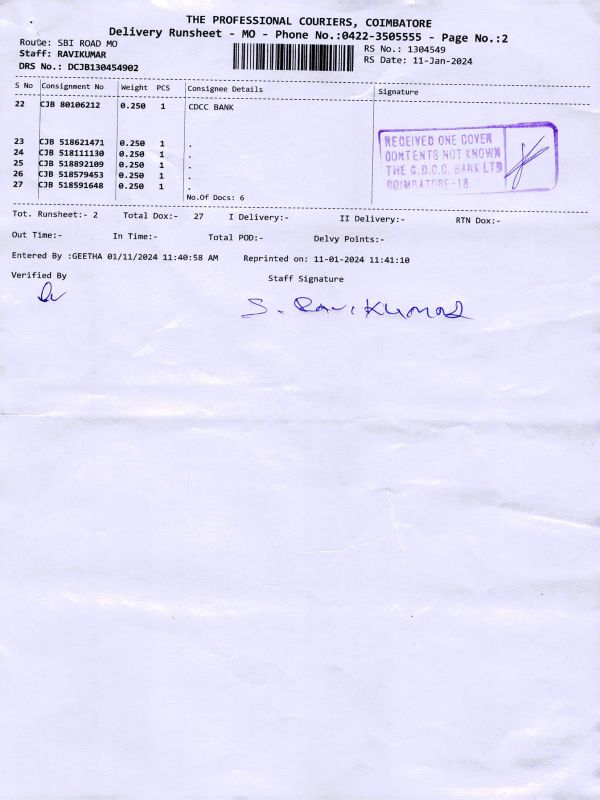 THE PROFESSIONAL COURIERS, COIMBATORE
Delivery Runsheet - MO - Phone No.:0422-3505555 - Page No.:2
Route: SBI ROAD MO
Staff: RAVIKUMAR
DRS No.: DCJB130454902
RS No.: 1304549
RS Date: 11-Jan-2024
S No Consignment No Weight PCS Consignee Details Signature
22 CJB 80106212 0.250 1 CDCC BANK
23 CJB 518621471 0.250 1 .
24 CJB 518111130 0.250 1 .
25 CJB 518892109 0.250 1 .
26 CJB 518579453 0.250 1 .
27 CJB 518591648 0.250 1 .
No.Of Docs: 6
RECEIVED ONE COVER
CONTENTS NOT KNOWN
THE C.D.C.C. BANK LTD
COIMBATORE-18
Tot. Runsheet:- 2 Total Dox:- 27 I Delivery:- II Delivery:- RTN Dox:-
Out Time:- In Time:- Total POD:- Delvy Points:-
Entered By :GEETHA 01/11/2024 11:40:58 AM Reprinted on: 11-01-2024 11:41:10
Verified By Staff Signature
S. RAVIKUMAR